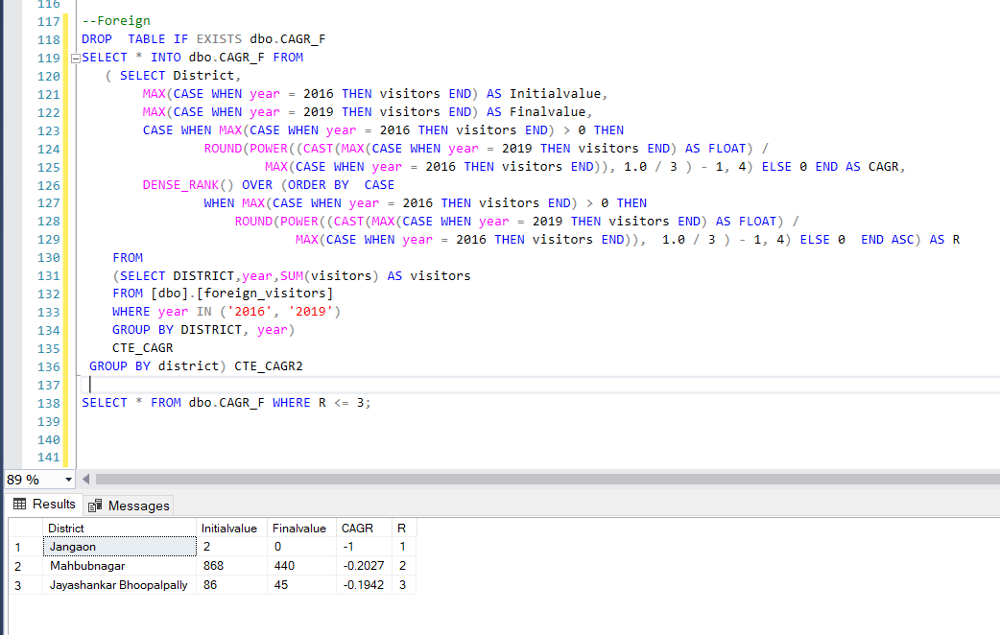 116
117 --Foreign
118 DROP  TABLE IF EXISTS dbo.CAGR_F
119 SELECT * INTO dbo.CAGR_F FROM
120 ( SELECT District,
121 MAX(CASE WHEN year = 2016 THEN visitors END) AS Initialvalue,
122 MAX(CASE WHEN year = 2019 THEN visitors END) AS Finalvalue,
123 CASE WHEN MAX(CASE WHEN year = 2016 THEN visitors END) > 0 THEN
124 ROUND(POWER((CAST(MAX(CASE WHEN year = 2019 THEN visitors END) AS FLOAT) /
125 MAX(CASE WHEN year = 2016 THEN visitors END)), 1.0 / 3 ) - 1, 4) ELSE 0 END AS CAGR,
126 DENSE_RANK() OVER (ORDER BY  CASE
127 WHEN MAX(CASE WHEN year = 2016 THEN visitors END) > 0 THEN
128 ROUND(POWER((CAST(MAX(CASE WHEN year = 2019 THEN visitors END) AS FLOAT) /
129 MAX(CASE WHEN year = 2016 THEN visitors END)),  1.0 / 3 ) - 1, 4) ELSE 0  END ASC) AS R
130 FROM
131 (SELECT DISTRICT,year,SUM(visitors) AS visitors
132 FROM [dbo].[foreign_visitors]
133 WHERE year IN ('2016', '2019')
134 GROUP BY DISTRICT, year)
135 CTE_CAGR
136 GROUP BY district) CTE_CAGR2
137
138 SELECT * FROM dbo.CAGR_F WHERE R <= 3;
139
140
141
89 %
Results Messages
District Initialvalue Finalvalue CAGR R
1 Jangaon 2 0 -1 1
2 Mahbubnagar 868 440 -0.2027 2
3 Jayashankar Bhoopalpally 86 45 -0.1942 3